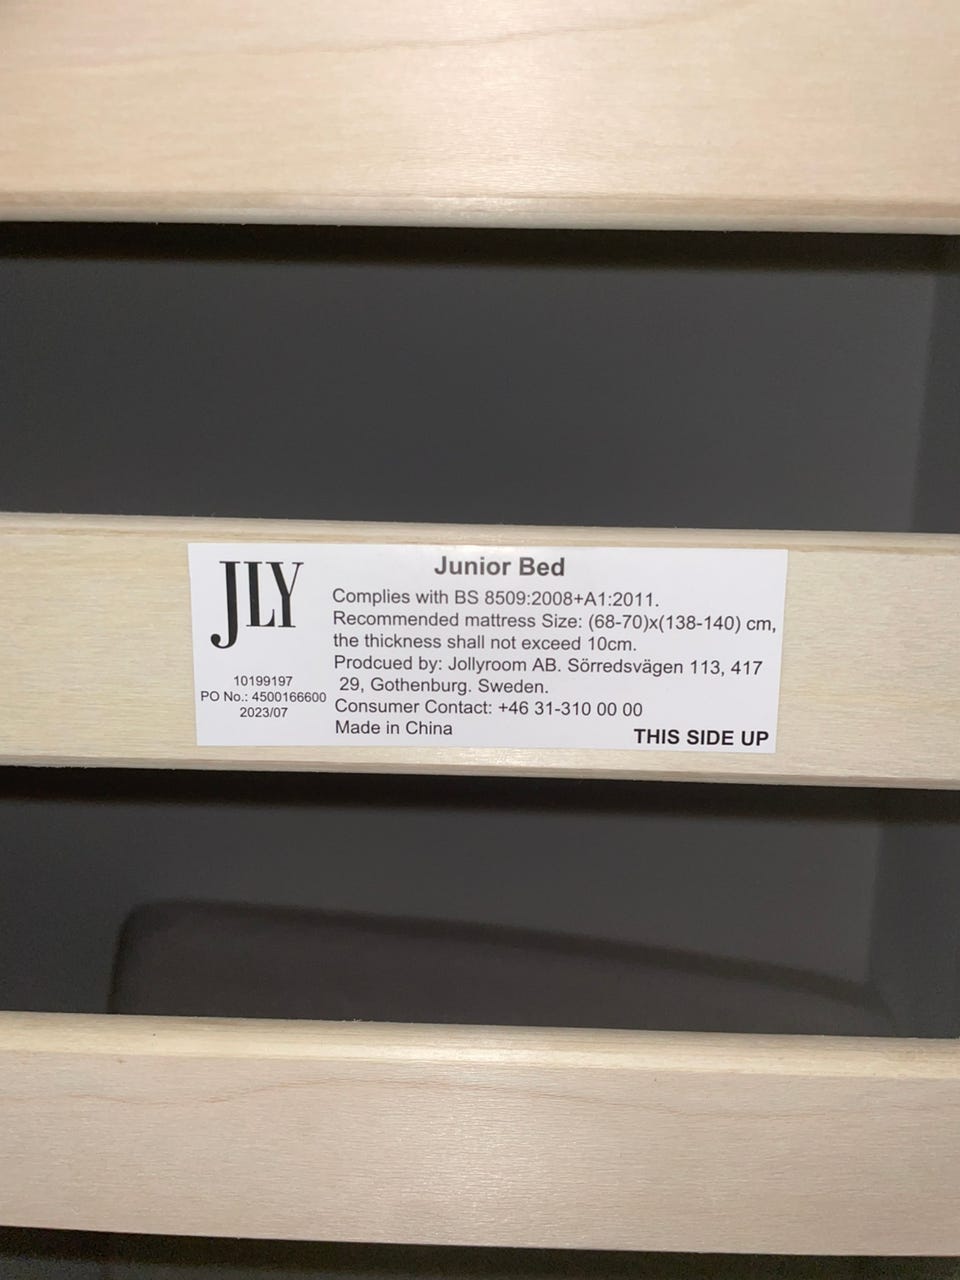 JLY
10199197
PO No.: 4500166600
2023/07
Junior Bed
Complies with BS 8509:2008+A1:2011.
Recommended mattress Size: (68-70)x(138-140) cm,
the thickness shall not exceed 10cm.
Prodcued by: Jollyroom AB. Sörredsvägen 113, 417
29, Gothenburg. Sweden.
Consumer Contact: +46 31-310 00 00
Made in China
THIS SIDE UP